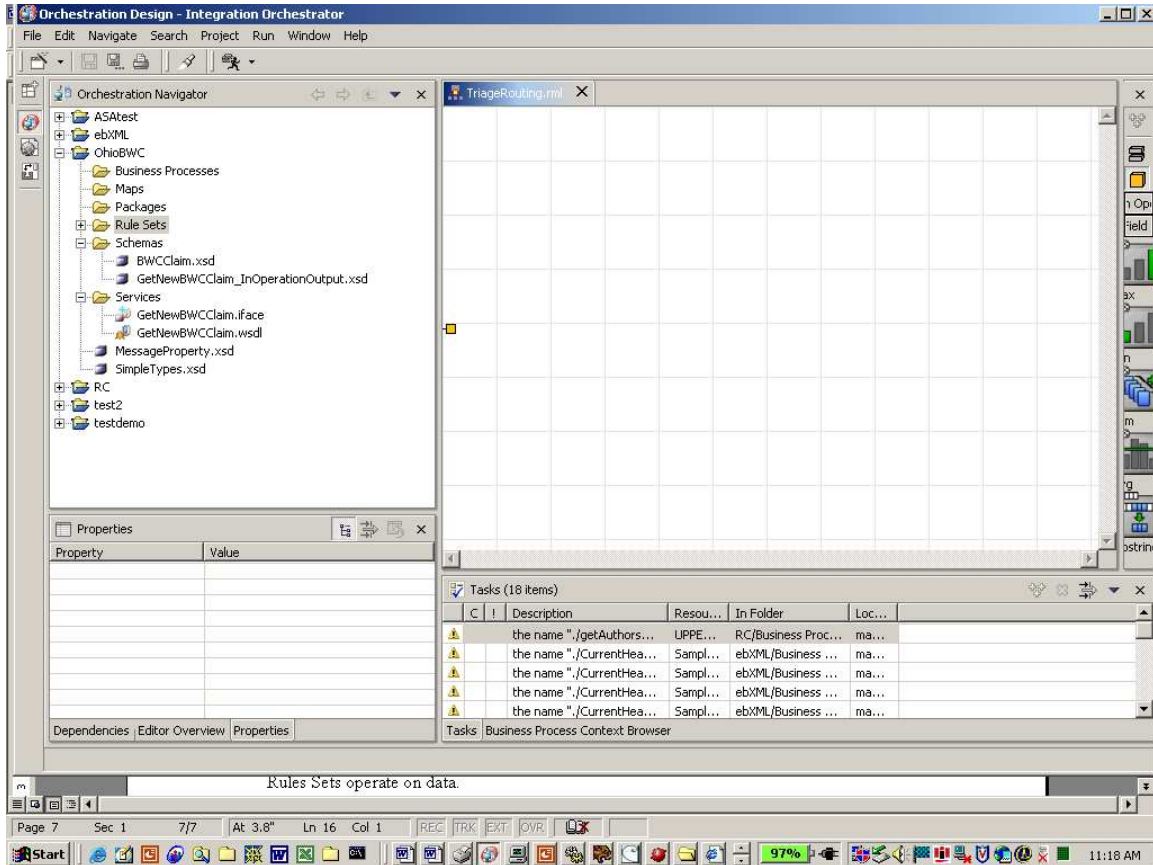 Orchestration Design - Integration Orchestrator
File Edit Navigate Search Project Run Window Help
Orchestration Navigator
ASAtest
ebXML
OhioBWC
Business Processes
Maps
Packages
Rule Sets
Schemas
BWCClaim.xsd
GetNewBWCClaim_InOperationOutput.xsd
Services
GetNewBWCClaim.iface
GetNewBWCClaim.wsdl
MessageProperty.xsd
SimpleTypes.xsd
RC
test2
testdemo
TriageRouting.rml
Properties
Property Value
Dependencies Editor Overview Properties
Tasks (18 items)
C ! Description Resou... In Folder Loc...
the name "./getAuthors... UPPE... RC/Business Proc... ma...
the name "./CurrentHea... Sampl... ebXML/Business ... ma...
the name "./CurrentHea... Sampl... ebXML/Business ... ma...
the name "./CurrentHea... Sampl... ebXML/Business ... ma...
the name "./CurrentHea... Sampl... ebXML/Business ... ma...
Tasks Business Process Context Browser
Rules Sets operate on data.
Page 7 Sec 1 7/7 At 3.8" Ln 16 Col 1 REC TRK EXT OVR
Start 97% 11:18 AM